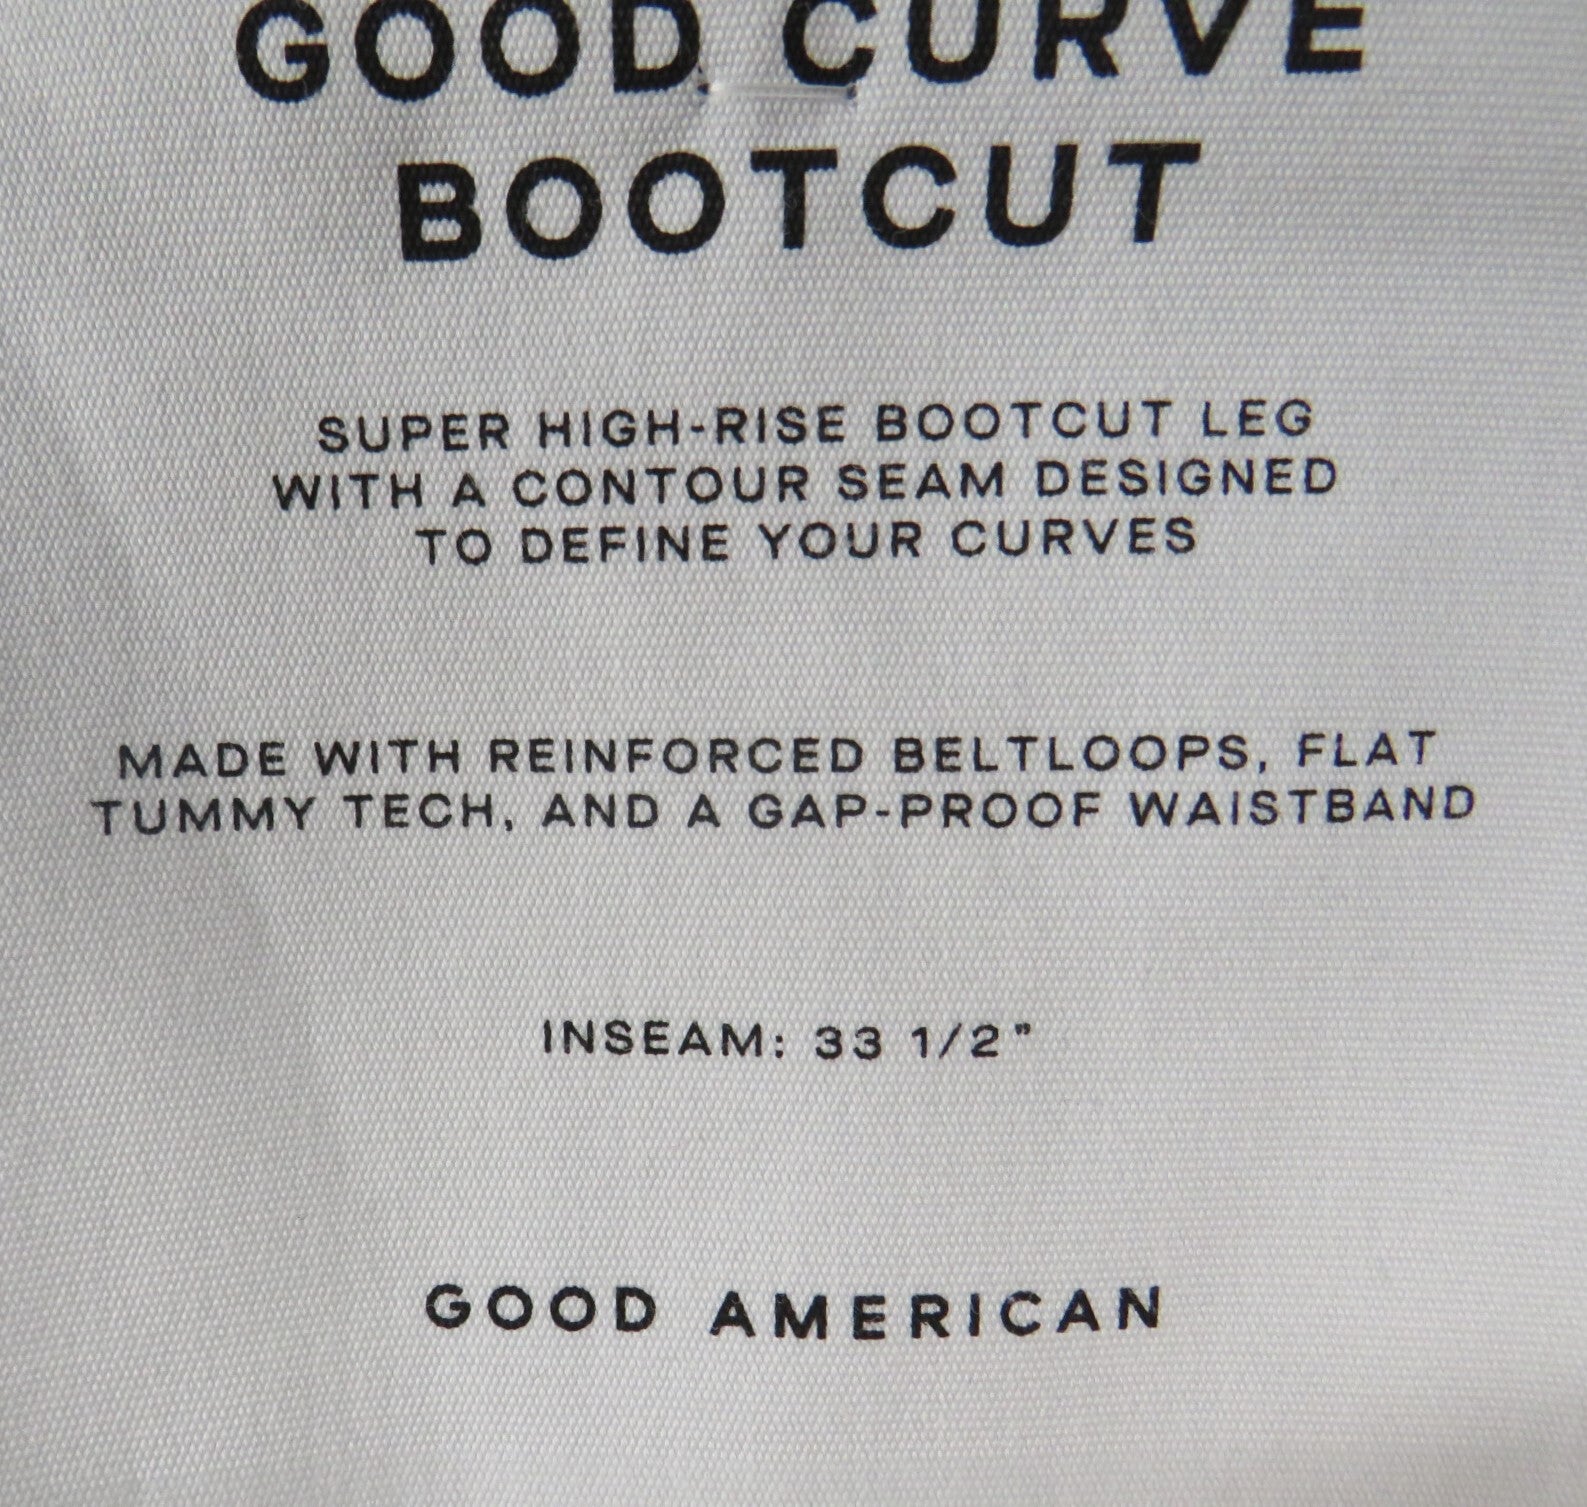 GOOD CURVE
BOOTCUT
SUPER HIGH-RISE BOOTCUT LEG
WITH A CONTOUR SEAM DESIGNED
TO DEFINE YOUR CURVES
MADE WITH REINFORCED BELTLOOPS, FLAT
TUMMY TECH, AND A GAP-PROOF WAISTBAND
INSEAM: 33 1/2"
GOOD AMERICAN